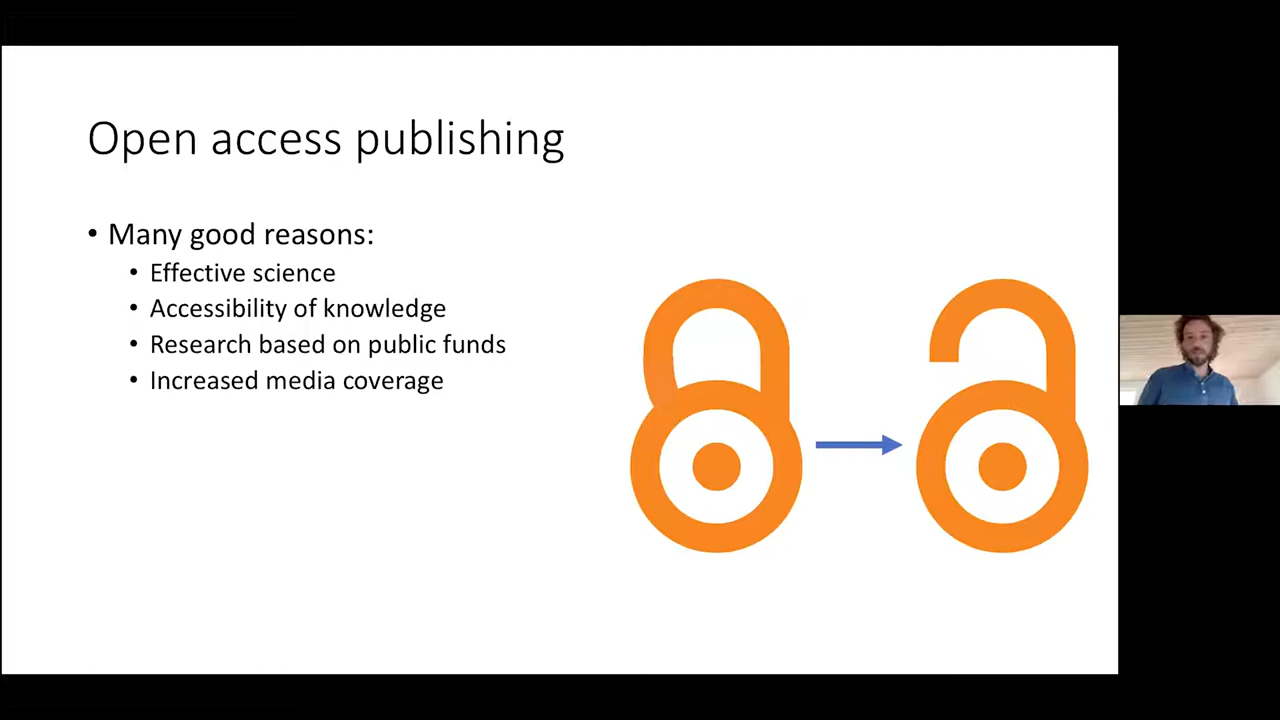 Open access publishing
• Many good reasons:
• Effective science
• Accessibility of knowledge
• Research based on public funds
• Increased media coverage